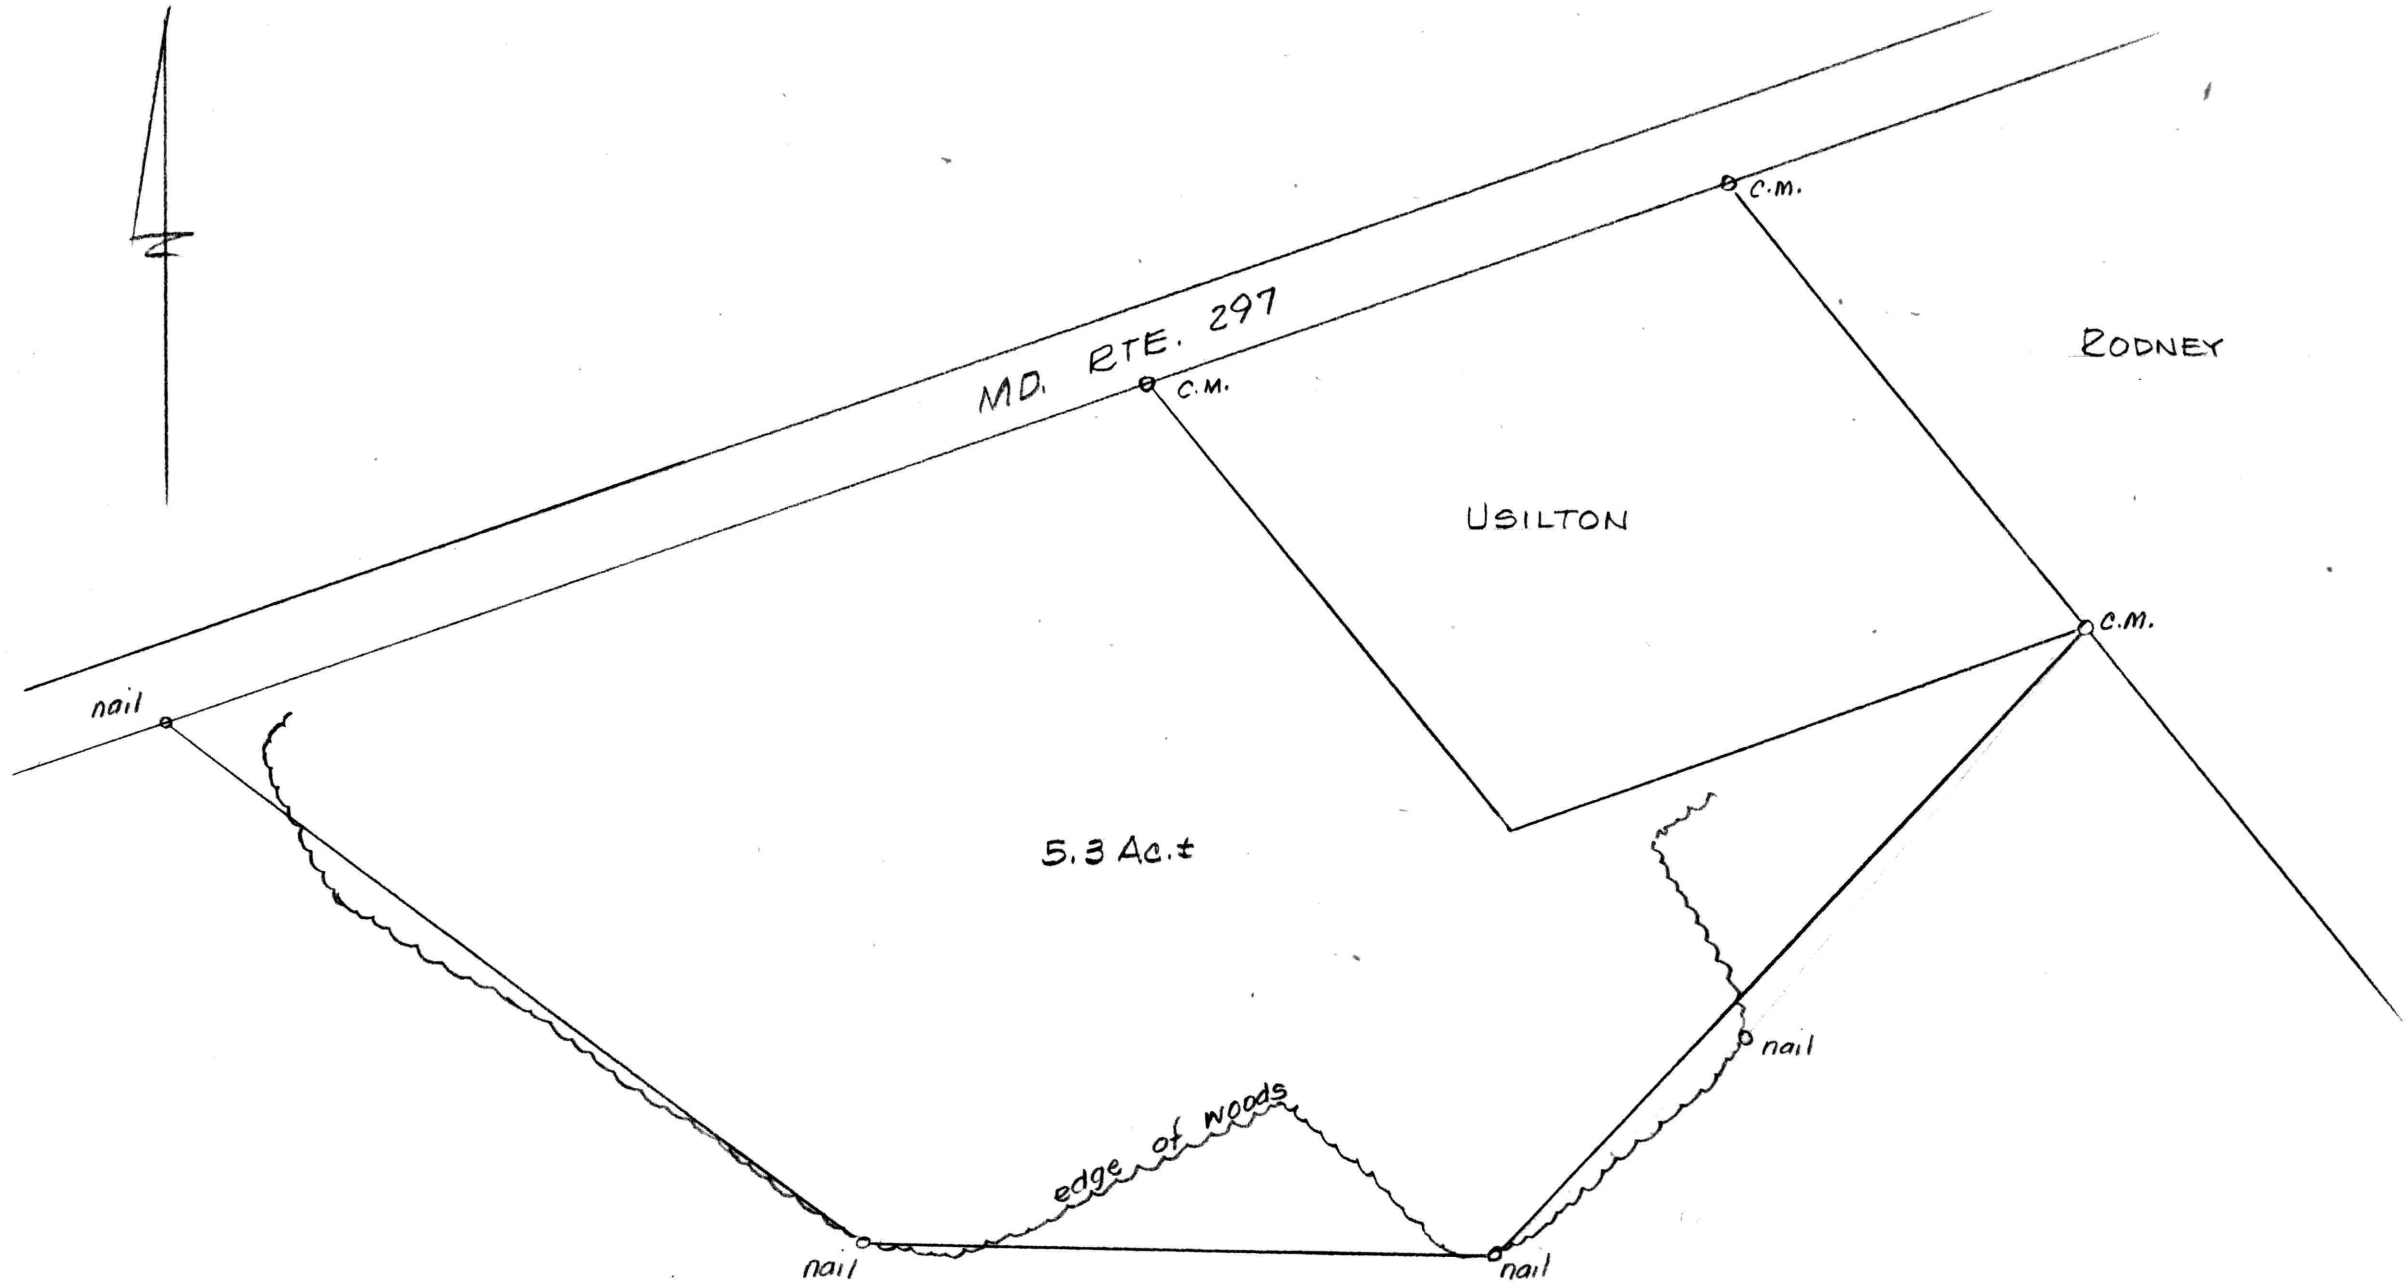 N
C.M.
MD. RTE. 297
C.M.
RODNEY
USILTON
C.M.
nail
5.3 Ac.±
nail
edge of woods
nail
nail